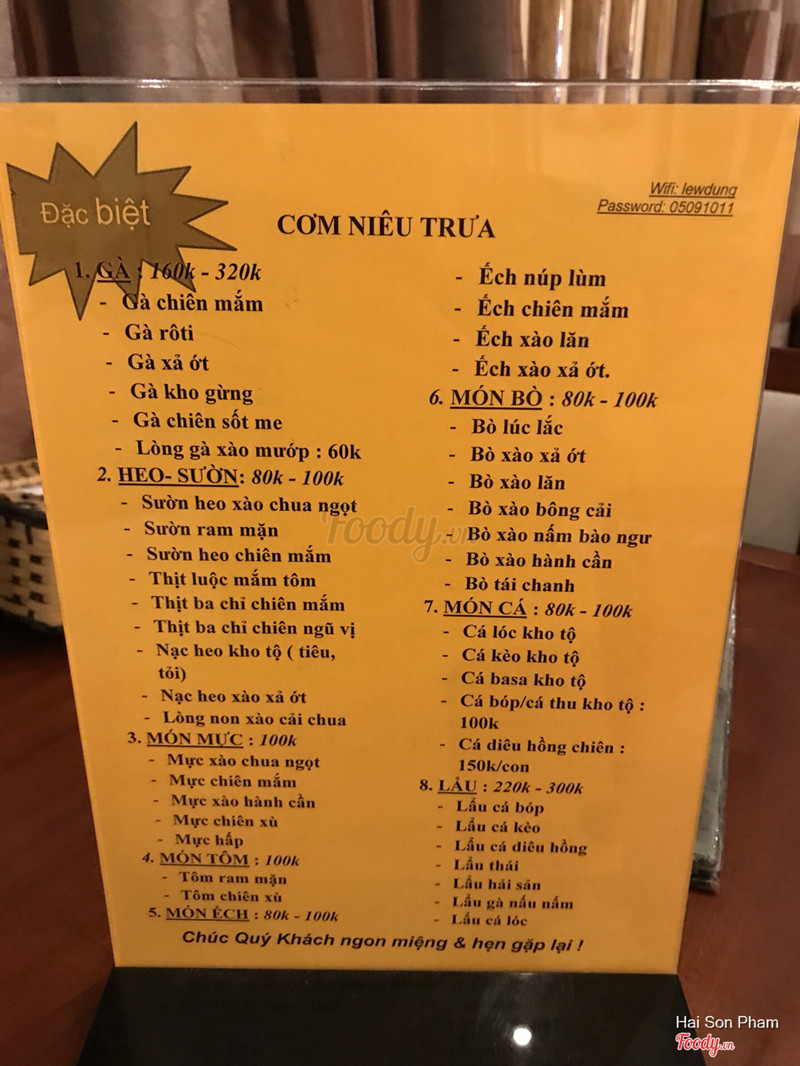 Đặc biệt
Wifi: lewdung
Password: 05091011
CƠM NIÊU TRƯA
1. GÀ : 160k - 320k
- Gà chiên mắm
- Gà rôti
- Gà xả ớt
- Gà kho gừng
- Gà chiên sốt me
- Lòng gà xào mướp : 60k
2. HEO- SƯỜN: 80k - 100k
- Sườn heo xào chua ngọt
- Sườn ram mặn
- Sườn heo chiên mắm
- Thịt luộc mắm tôm
- Thịt ba chỉ chiên mắm
- Thịt ba chỉ chiên ngũ vị
- Nạc heo kho tộ ( tiêu,
tỏi)
- Nạc heo xào xả ớt
- Lòng non xào cải chua
3. MÓN MỰC : 100k
- Mực xào chua ngọt
- Mực chiên mắm
- Mực xào hành cần
- Mực chiên xù
- Mực hấp
4. MÓN TÔM : 100k
- Tôm ram mặn
- Tôm chiên xù
5. MÓN ẾCH : 80k - 100k
- Ếch núp lùm
- Ếch chiên mắm
- Ếch xào lăn
- Ếch xào xả ớt.
6. MÓN BÒ : 80k - 100k
- Bò lúc lắc
- Bò xào xả ớt
- Bò xào lăn
- Bò xào bông cải
- Bò xào nấm bào ngư
- Bò xào hành cần
- Bò tái chanh
7. MÓN CÁ : 80k - 100k
- Cá lóc kho tộ
- Cá kèo kho tộ
- Cá basa kho tộ
- Cá bóp/cá thu kho tộ :
100k
- Cá diêu hồng chiên :
150k/con
8. LẨU : 220k - 300k
- Lẩu cá bóp
- Lẩu cá kèo
- Lẩu cá diêu hồng
- Lẩu thái
- Lẩu hải sản
- Lẩu gà nấu nấm
- Lẩu cá lóc
Chúc Quý Khách ngon miệng & hẹn gặp lại !
Foody.vn
Hai Son Pham
Foody.vn